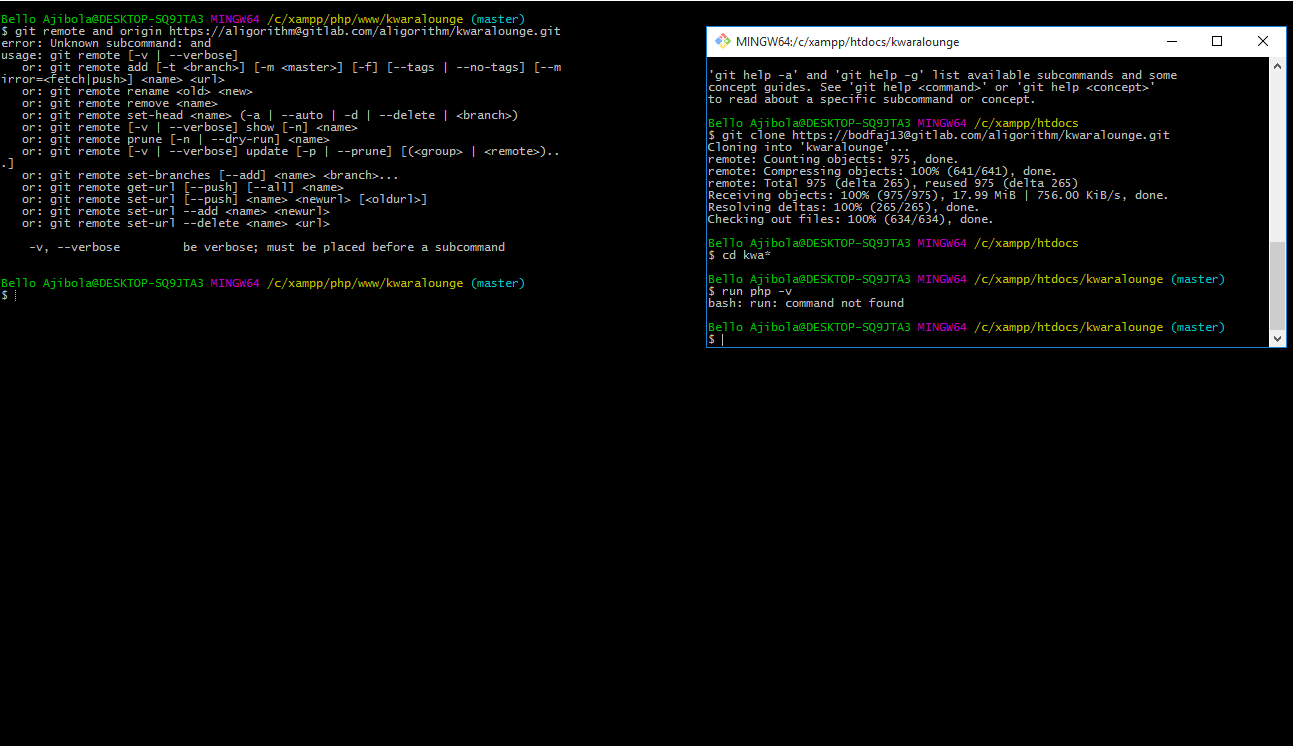 Bello Ajibola@DESKTOP-SQ9JTA3 MINGW64 /c/xampp/php/www/kwaralounge (master)
$ git remote and origin https://aligorithm@gitlab.com/aligorithm/kwaralounge.git
error: Unknown subcommand: and
usage: git remote [-v | --verbose]
   or: git remote add [-t <branch>] [-m <master>] [-f] [--tags | --no-tags] [--m
irror=<fetch|push>] <name> <url>
   or: git remote rename <old> <new>
   or: git remote remove <name>
   or: git remote set-head <name> (-a | --auto | -d | --delete | <branch>)
   or: git remote [-v | --verbose] show [-n] <name>
   or: git remote prune [-n | --dry-run] <name>
   or: git remote [-v | --verbose] update [-p | --prune] [(<group> | <remote>)..
.]
   or: git remote set-branches [--add] <name> <branch>...
   or: git remote get-url [--push] [--all] <name>
   or: git remote set-url [--push] <name> <newurl> [<oldurl>]
   or: git remote set-url --add <name> <newurl>
   or: git remote set-url --delete <name> <url>
    -v, --verbose         be verbose; must be placed before a subcommand
Bello Ajibola@DESKTOP-SQ9JTA3 MINGW64 /c/xampp/php/www/kwaralounge (master)
$
MINGW64:/c/xampp/htdocs/kwaralounge
'git help -a' and 'git help -g' list available subcommands and some
concept guides. See 'git help <command>' or 'git help <concept>'
to read about a specific subcommand or concept.
Bello Ajibola@DESKTOP-SQ9JTA3 MINGW64 /c/xampp/htdocs
$ git clone https://bodfaj13@gitlab.com/aligorithm/kwaralounge.git
Cloning into 'kwaralounge'...
remote: Counting objects: 975, done.
remote: Compressing objects: 100% (641/641), done.
remote: Total 975 (delta 265), reused 975 (delta 265)
Receiving objects: 100% (975/975), 17.99 MiB | 756.00 KiB/s, done.
Resolving deltas: 100% (265/265), done.
Checking out files: 100% (634/634), done.
Bello Ajibola@DESKTOP-SQ9JTA3 MINGW64 /c/xampp/htdocs
$ cd kwa*
Bello Ajibola@DESKTOP-SQ9JTA3 MINGW64 /c/xampp/htdocs/kwaralounge (master)
$ run php -v
bash: run: command not found
Bello Ajibola@DESKTOP-SQ9JTA3 MINGW64 /c/xampp/htdocs/kwaralounge (master)
$